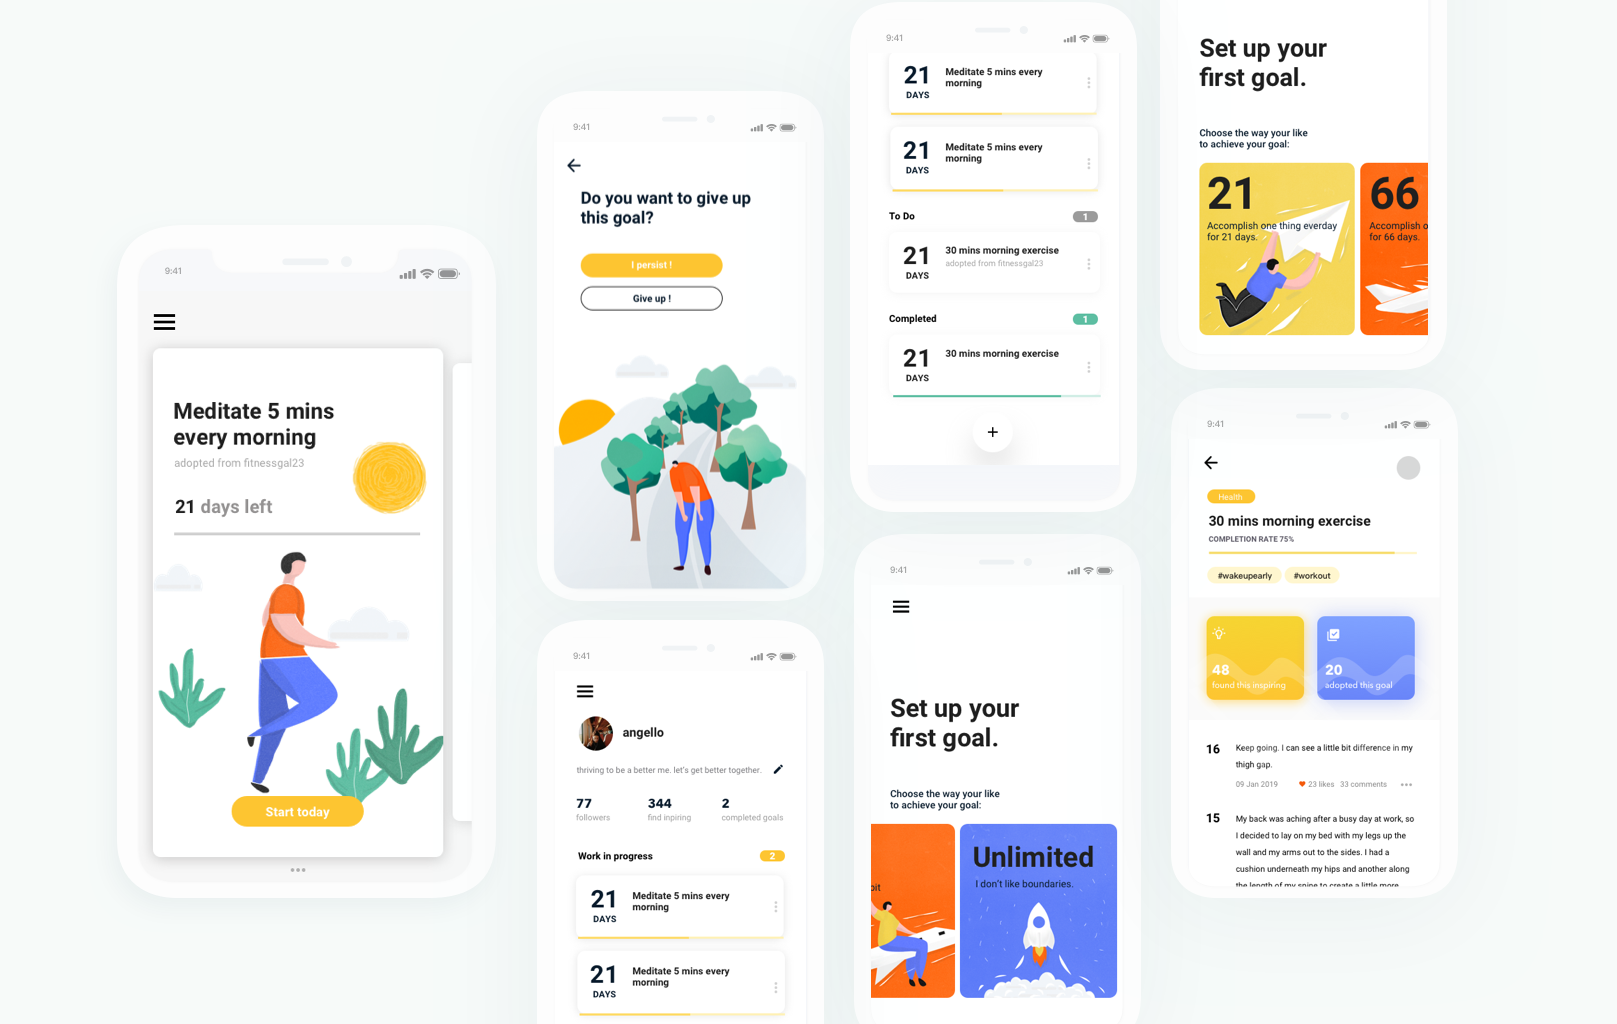 9:41
Meditate 5 mins
every morning
adopted from fitnessgal23
21 days left
Start today
9:41
Do you want to give up
this goal?
I persist !
Give up !
9:41
angello
thriving to be a better me. let's get better together.
77
followers
344
find inpiring
2
completed goals
Work in progress
2
21
DAYS
Meditate 5 mins every
morning
21
DAYS
Meditate 5 mins every
morning
9:41
21
DAYS
Meditate 5 mins every
morning
21
DAYS
Meditate 5 mins every
morning
To Do
1
21
DAYS
30 mins morning exercise
adopted from fitnessgal23
Completed
1
21
DAYS
30 mins morning exercise
+
9:41
Set up your
first goal.
Choose the way your like
to achieve your goal:
Unlimited
I don't like boundaries.
Set up your
first goal.
Choose the way your like
to achieve your goal:
21
Accomplish one thing everday
for 21 days.
66
Accomplish o
for 66 days.
9:41
Health
30 mins morning exercise
COMPLETION RATE 75%
#wakeupearly
#workout
48
found this inspiring
20
adopted this goal
16
Keep going. I can see a little bit difference in my
thigh gap.
09 Jan 2019
23 likes
33 comments
15
My back was aching after a busy day at work, so
I decided to lay on my bed with my legs up the
wall and my arms out to the sides. I had a
cushion underneath my hips and another along
the length of my spine to create a little more